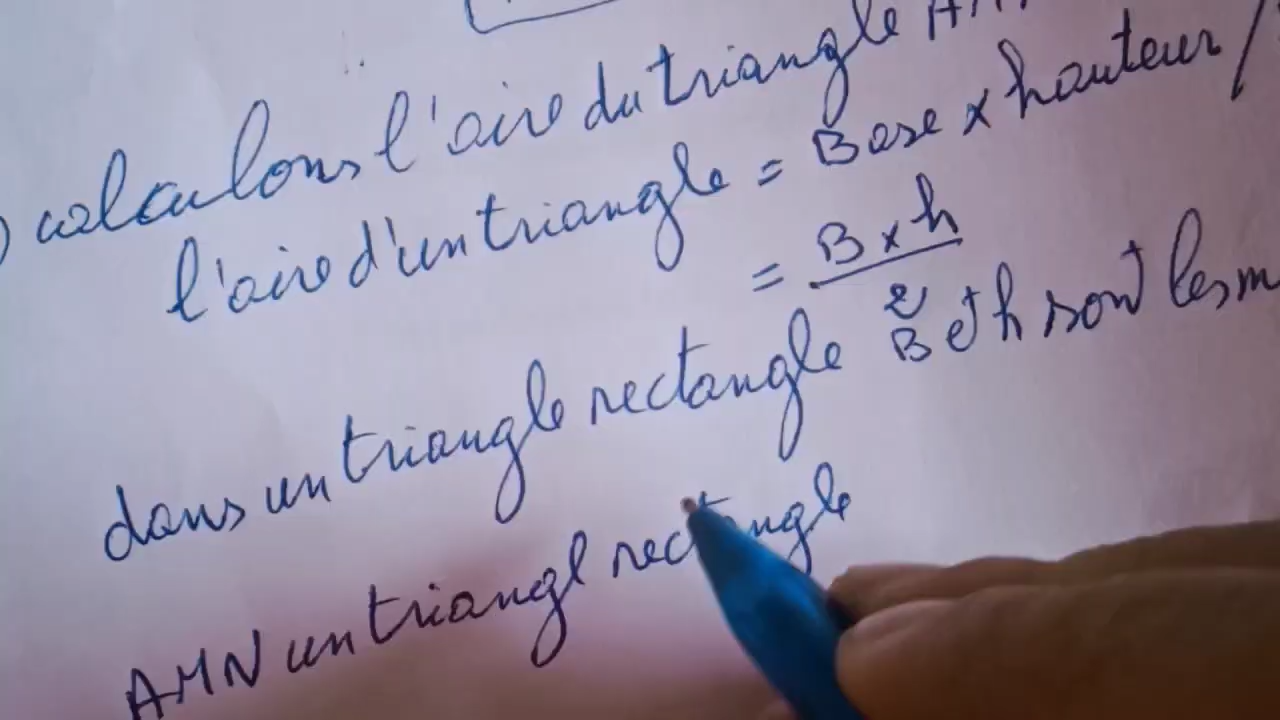 ) calculons l'aire du triangle
l'aire d'un triangle = Base x hauteur /
= B x h
2
dans un triangle rectangle B et h sont les
AMN un triangl rectangle